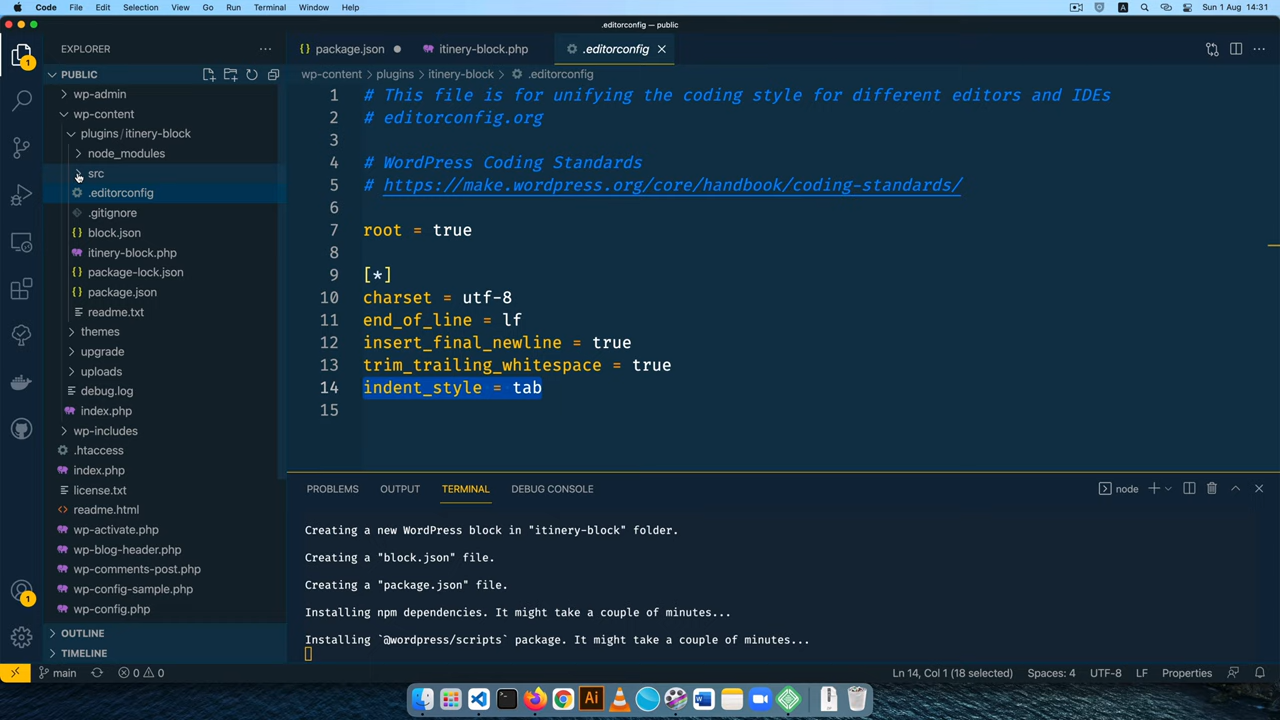 Code File Edit Selection View Go Run Terminal Window Help
A Sun 1 Aug 14:31
.editorconfig — public
EXPLORER
PUBLIC
wp-admin
wp-content
plugins / itinery-block
node_modules
src
.editorconfig
.gitignore
block.json
itinery-block.php
package-lock.json
package.json
readme.txt
themes
upgrade
uploads
debug.log
index.php
wp-includes
.htaccess
index.php
license.txt
readme.html
wp-activate.php
wp-blog-header.php
wp-comments-post.php
wp-config-sample.php
wp-config.php
OUTLINE
TIMELINE
1
1
package.json
itinery-block.php
.editorconfig
wp-content > plugins > itinery-block > .editorconfig
1 # This file is for unifying the coding style for different editors and IDEs
2 # editorconfig.org
3
4 # WordPress Coding Standards
5 # https://make.wordpress.org/core/handbook/coding-standards/
6
7 root = true
8
9 [*]
10 charset = utf-8
11 end_of_line = lf
12 insert_final_newline = true
13 trim_trailing_whitespace = true
14 indent_style = tab
15
PROBLEMS OUTPUT TERMINAL DEBUG CONSOLE
node
Creating a new WordPress block in "itinery-block" folder.
Creating a "block.json" file.
Creating a "package.json" file.
Installing npm dependencies. It might take a couple of minutes...
Installing `@wordpress/scripts` package. It might take a couple of minutes...
main 0 0
Ln 14, Col 1 (18 selected) Spaces: 4 UTF-8 LF Properties
Ai
W